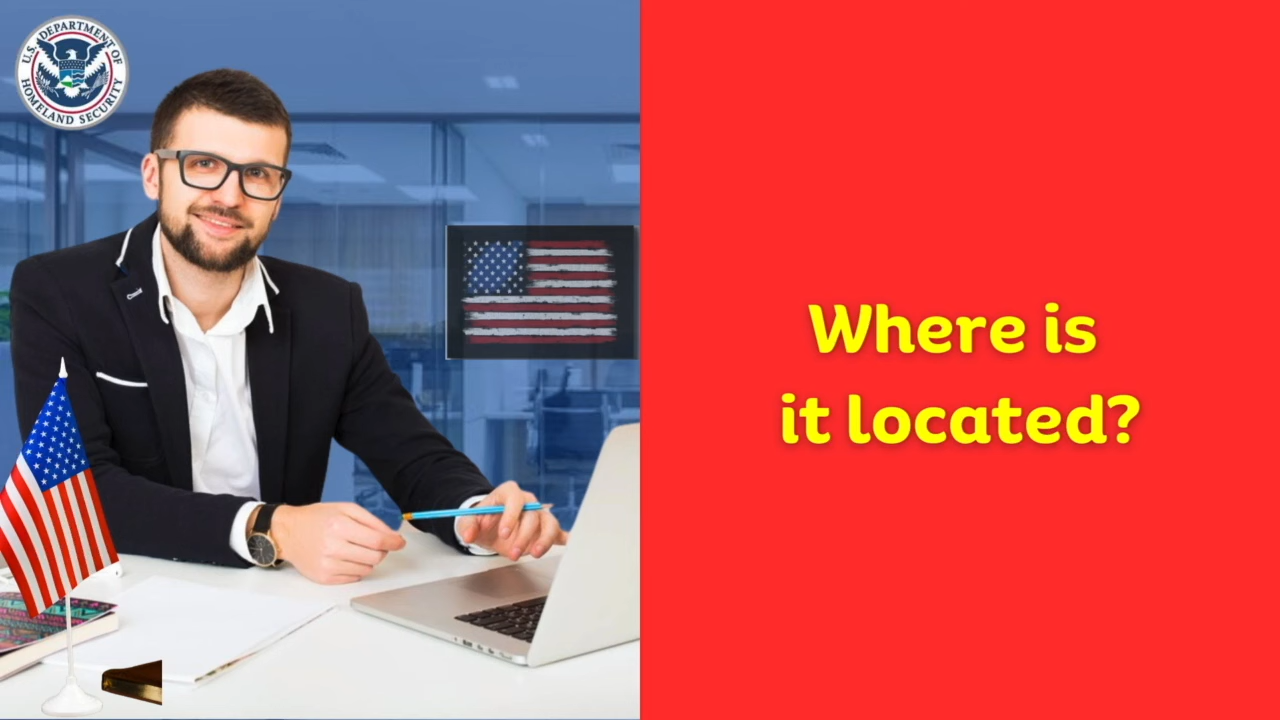 U.S. DEPARTMENT OF
HOMELAND SECURITY
Where is
it located?